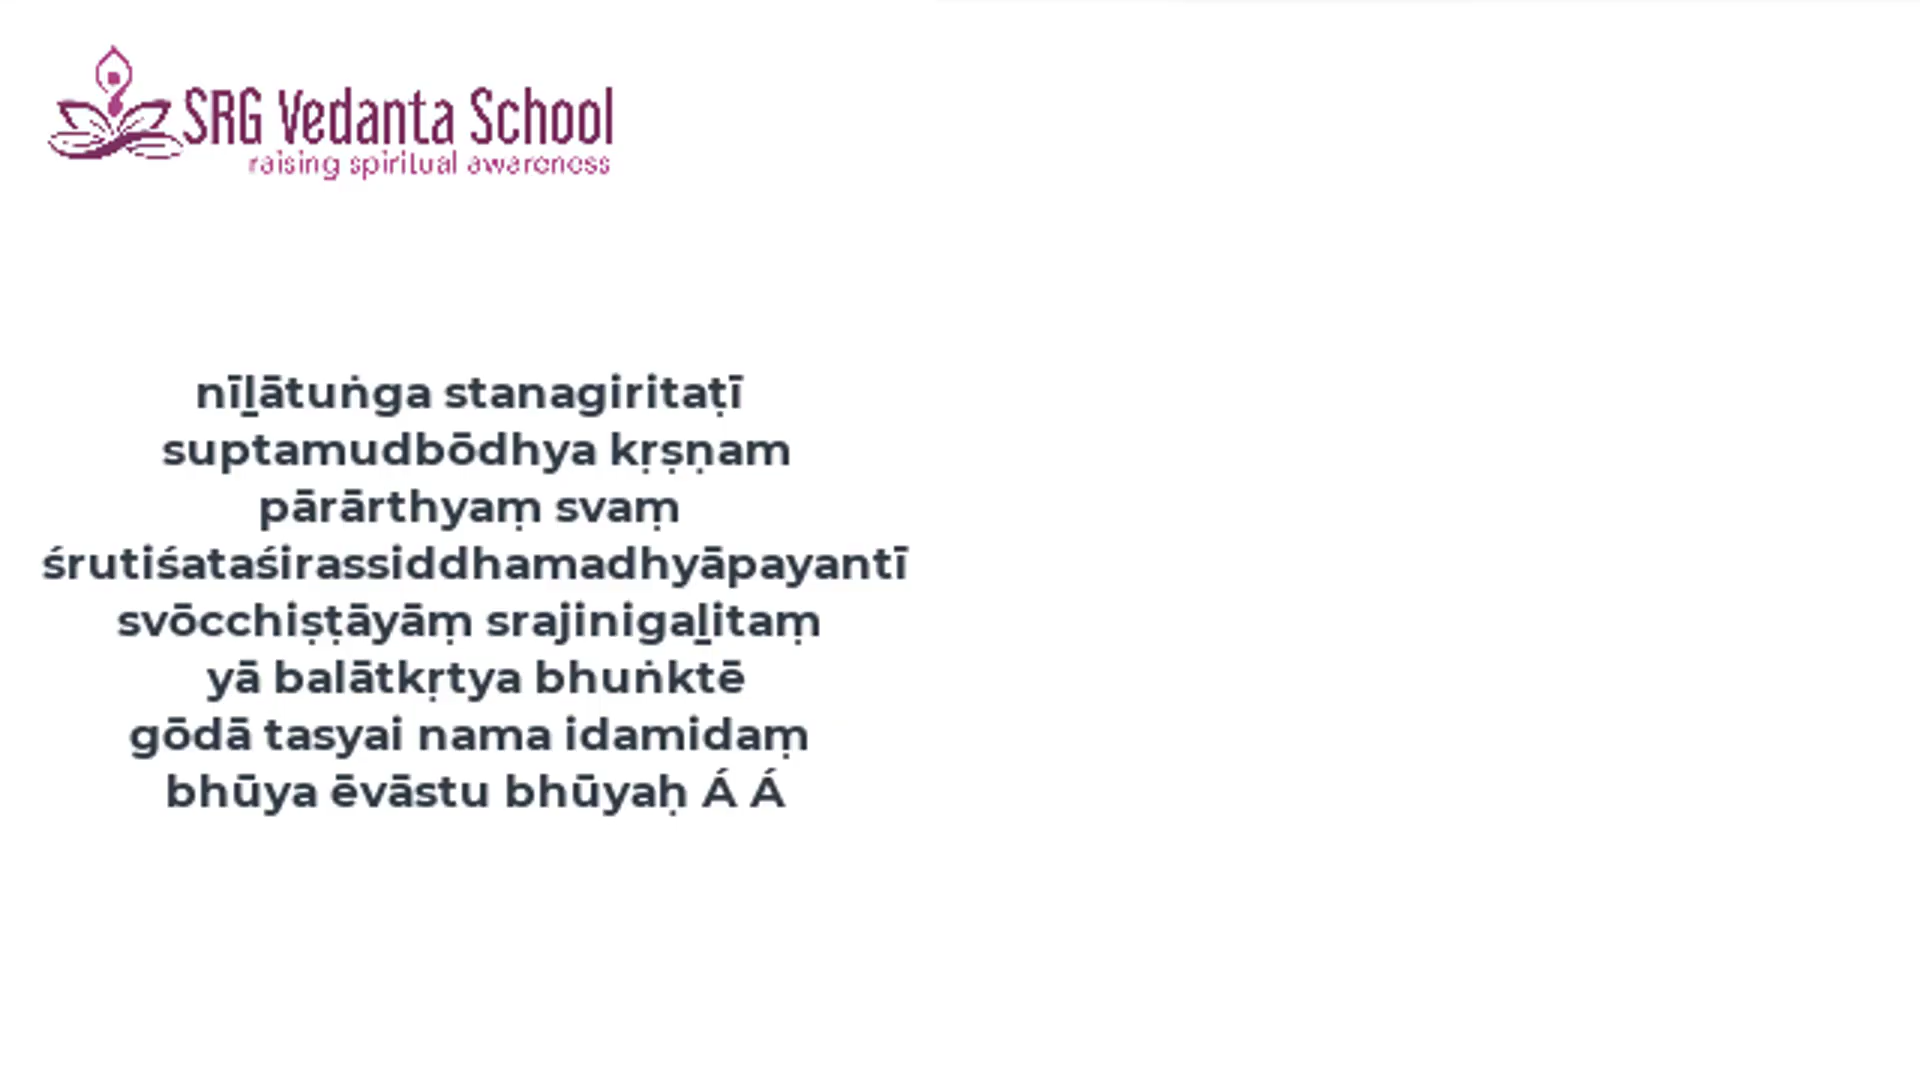 SRG Vedanta School
raising spiritual awareness
nīḻātuṅga stanagiritaṭī
suptamudbōdhya kṛṣṇam
pārārthyaṃ svaṃ
śrutiśataśirassiddhamadhyāpayantī
svōcchiṣṭāyāṃ srajinigaḻitaṃ
yā balātkṛtya bhuṅktē
gōdā tasyai nama idamidaṃ
bhūya ēvāstu bhūyaḥ Á Á